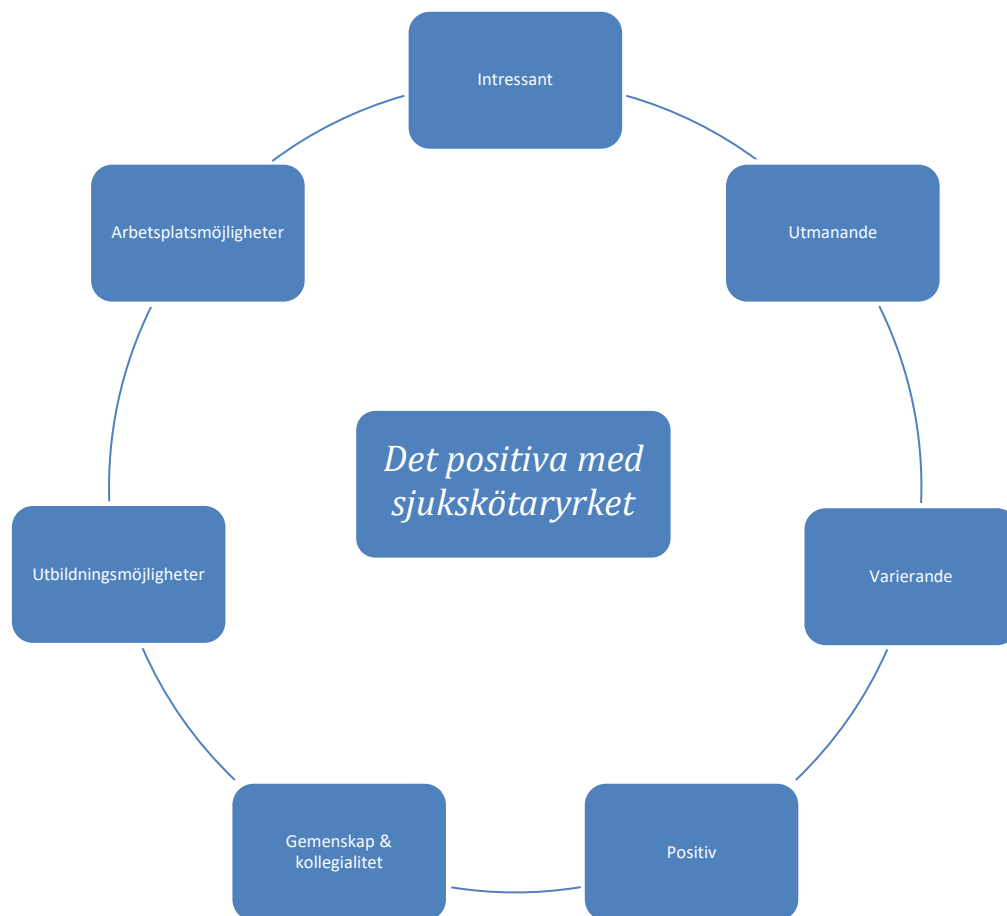 Intressant
Arbetsplatsmöjligheter
Utmanande
Det positiva med
sjukskötaryrket
Utbildningsmöjligheter
Varierande
Gemenskap &
kollegialitet
Positiv